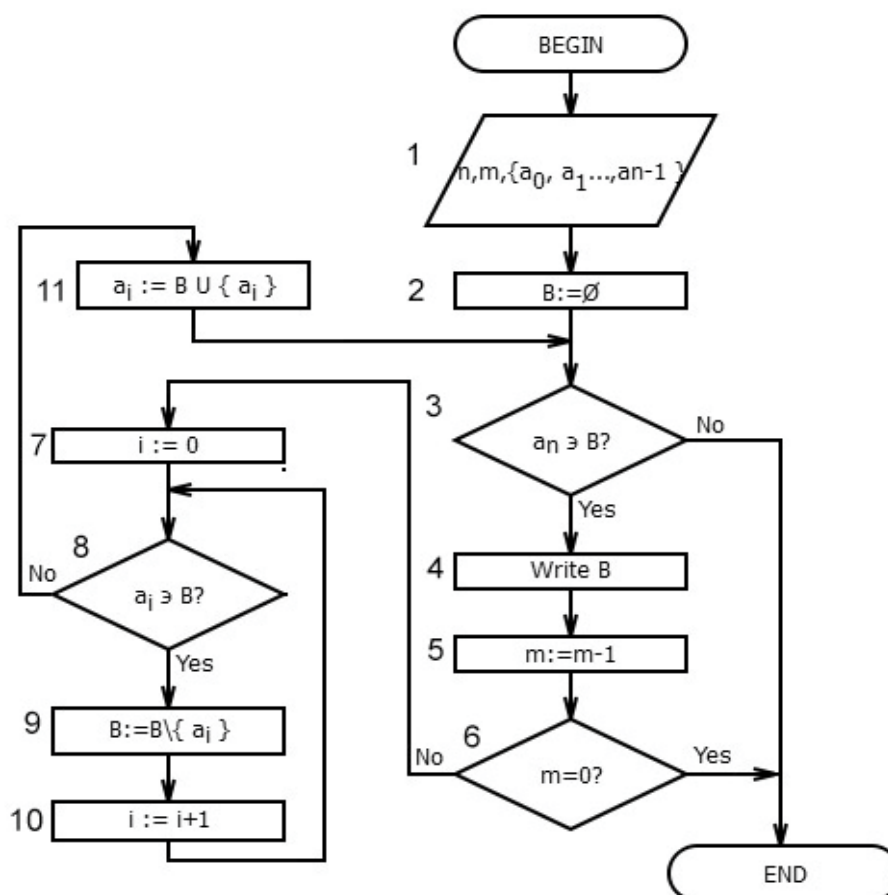 BEGIN
1
n,m,{a₀, a₁...,an-1 }
11
aᵢ := B U { aᵢ }
2
B:=Ø
3
aₙ э B?
No
Yes
7
i := 0
8
aᵢ э B?
No
Yes
4
Write B
5
m:=m-1
6
m=0?
No
Yes
9
B:=B\{ aᵢ }
10
i := i+1
END